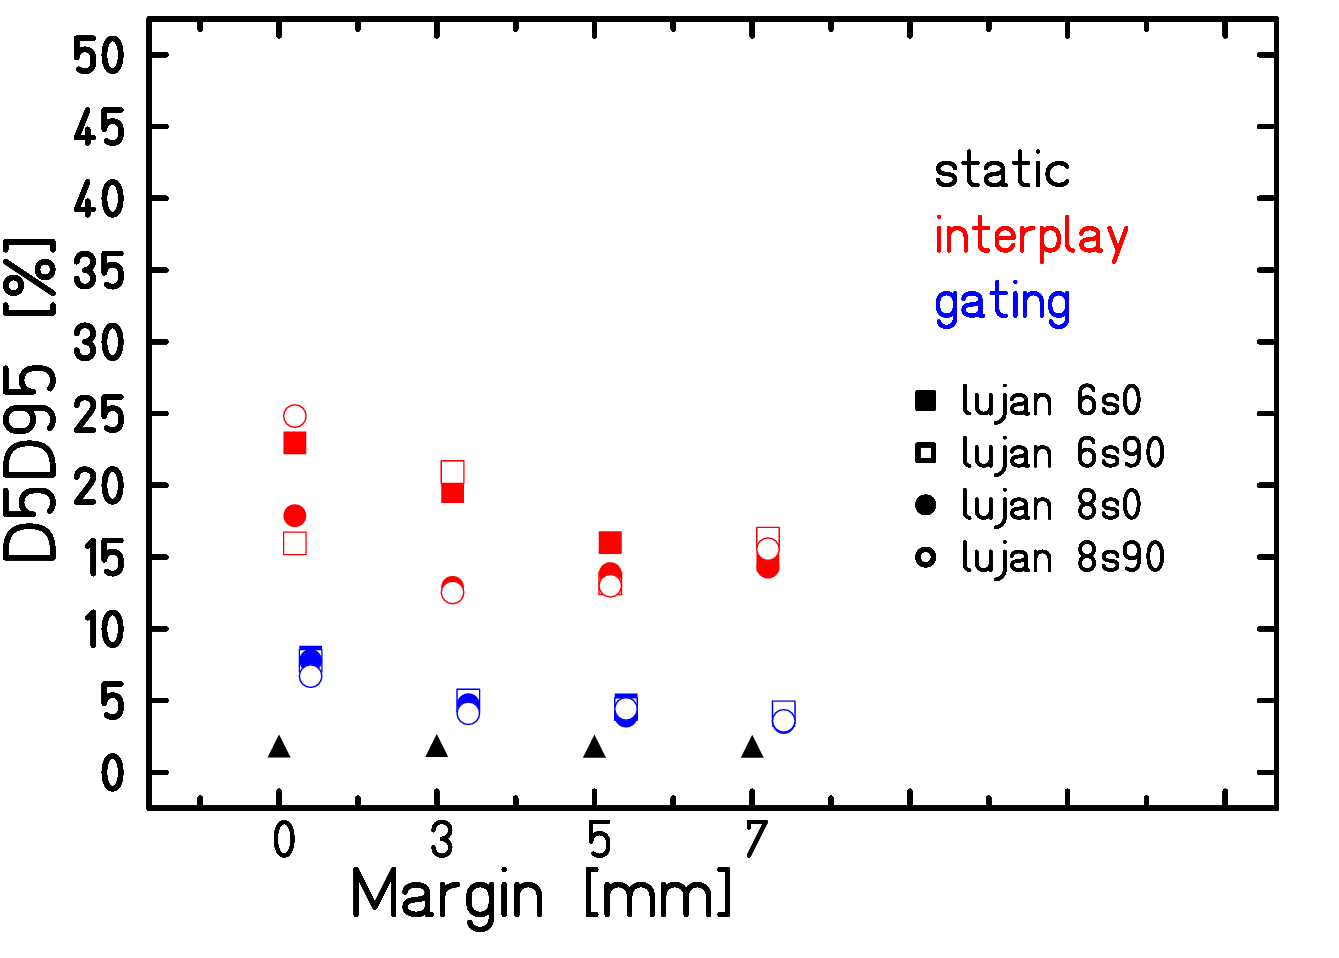 50
45
40
35
30
25
20
15
10
5
0
D5D95 [%]
0 3 5 7
Margin [mm]
static
interplay
gating
lujan 6s0
lujan 6s90
lujan 8s0
lujan 8s90